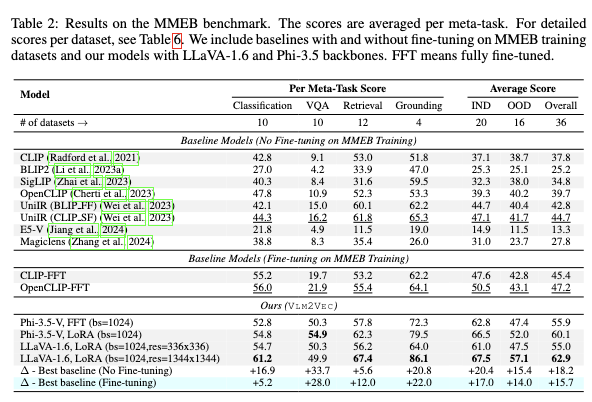 Table 2: Results on the MMEB benchmark. The scores are averaged per meta-task. For detailed
scores per dataset, see Table 6. We include baselines with and without fine-tuning on MMEB training
datasets and our models with LLaVA-1.6 and Phi-3.5 backbones. FFT means fully fine-tuned.
Model Per Meta-Task Score Average Score
Classification VQA Retrieval Grounding IND OOD Overall
# of datasets → 10 10 12 4 20 16 36
Baseline Models (No Fine-tuning on MMEB Training)
CLIP (Radford et al., 2021) 42.8 9.1 53.0 51.8 37.1 38.7 37.8
BLIP2 (Li et al., 2023a) 27.0 4.2 33.9 47.0 25.3 25.1 25.2
SigLIP (Zhai et al., 2023) 40.3 8.4 31.6 59.5 32.3 38.0 34.8
OpenCLIP (Cherti et al., 2023) 47.8 10.9 52.3 53.3 39.3 40.2 39.7
UniIR (BLIP_FF) (Wei et al., 2023) 42.1 15.0 60.1 62.2 44.7 40.4 42.8
UniIR (CLIP_SF) (Wei et al., 2023) 44.3 16.2 61.8 65.3 47.1 41.7 44.7
E5-V (Jiang et al., 2024) 21.8 4.9 11.5 19.0 14.9 11.5 13.3
Magiclens (Zhang et al., 2024) 38.8 8.3 35.4 26.0 31.0 23.7 27.8
Baseline Models (Fine-tuning on MMEB Training)
CLIP-FFT 55.2 19.7 53.2 62.2 47.6 42.8 45.4
OpenCLIP-FFT 56.0 21.9 55.4 64.1 50.5 43.1 47.2
Ours (VLM2VEC)
Phi-3.5-V, FFT (bs=1024) 52.8 50.3 57.8 72.3 62.8 47.4 55.9
Phi-3.5-V, LoRA (bs=1024) 54.8 54.9 62.3 79.5 66.5 52.0 60.1
LLaVA-1.6, LoRA (bs=1024,res=336x336) 54.7 50.3 56.2 64.0 61.0 47.5 55.0
LLaVA-1.6, LoRA (bs=1024,res=1344x1344) 61.2 49.9 67.4 86.1 67.5 57.1 62.9
Δ - Best baseline (No Fine-tuning) +16.9 +33.7 +5.6 +20.8 +20.4 +15.4 +18.2
Δ - Best baseline (Fine-tuning) +5.2 +28.0 +12.0 +22.0 +17.0 +14.0 +15.7